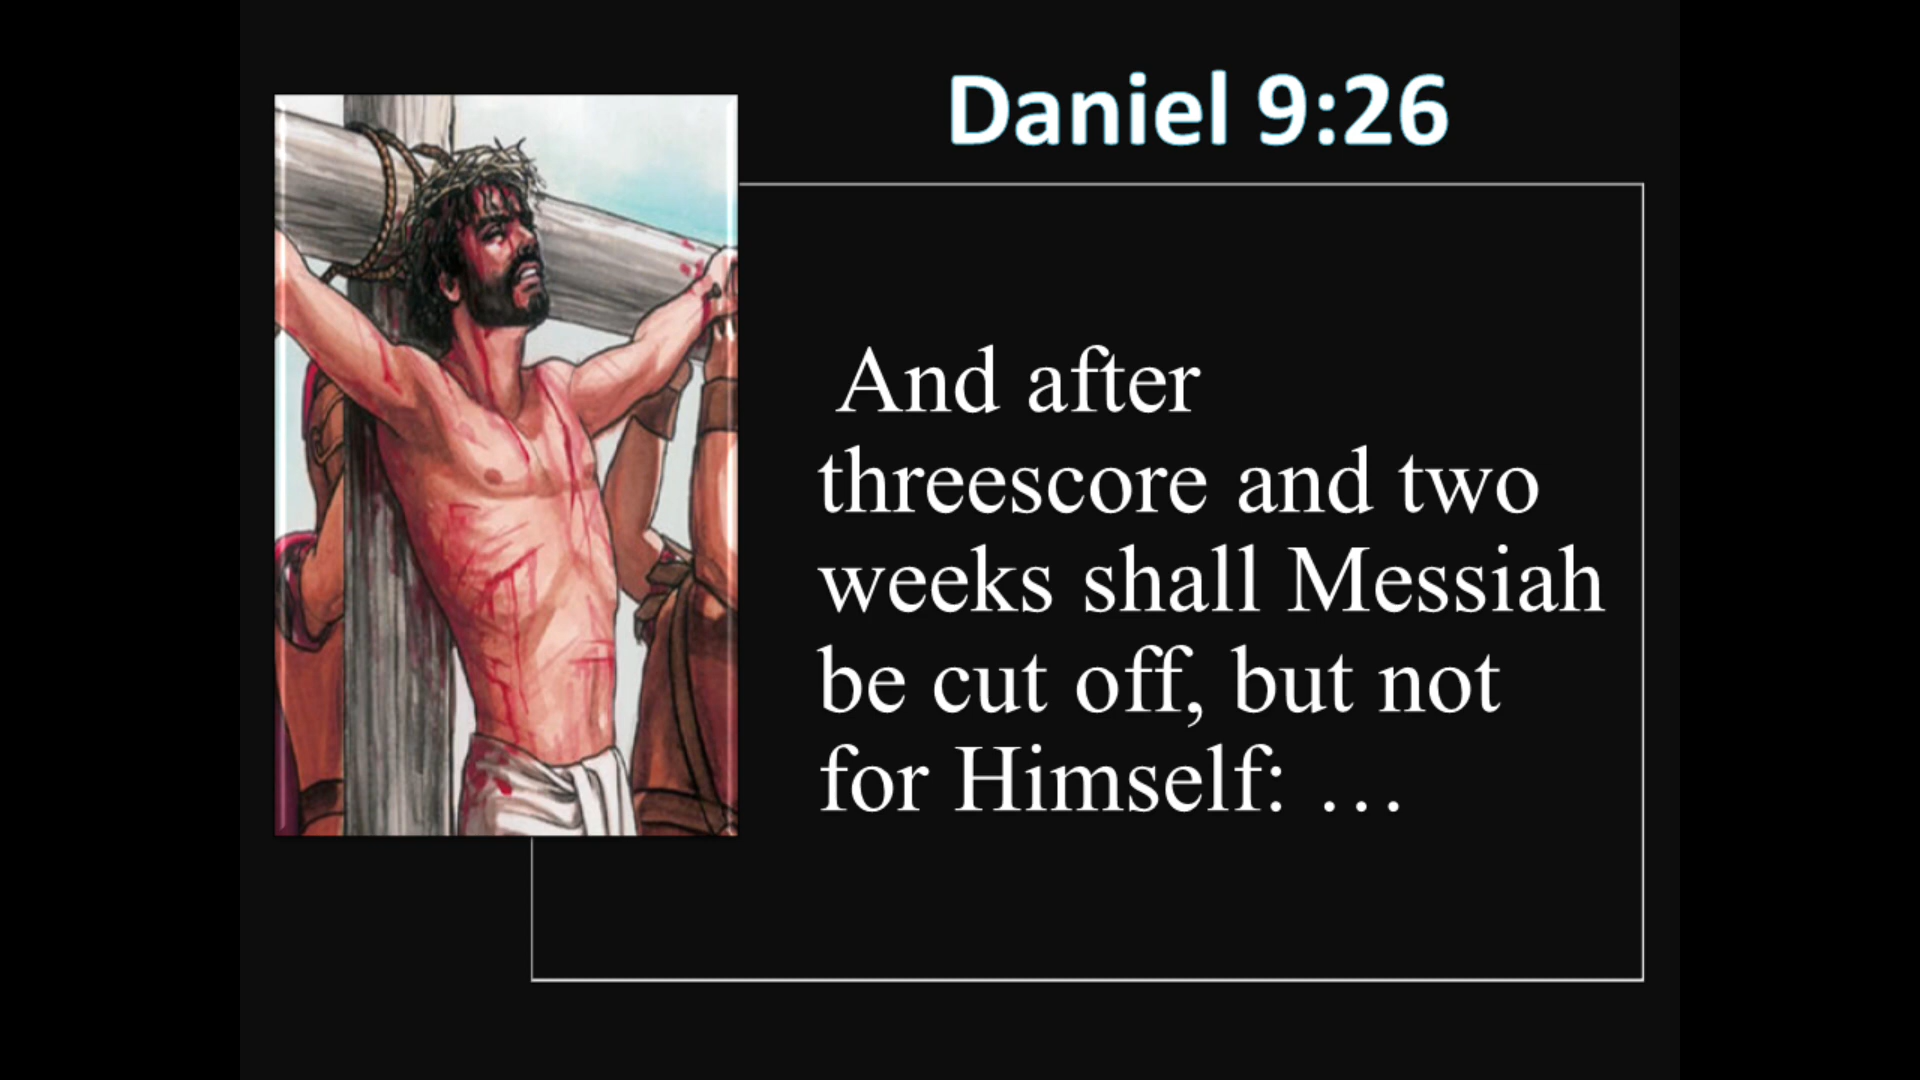 Daniel 9:26
And after
threescore and two
weeks shall Messiah
be cut off, but not
for Himself: …